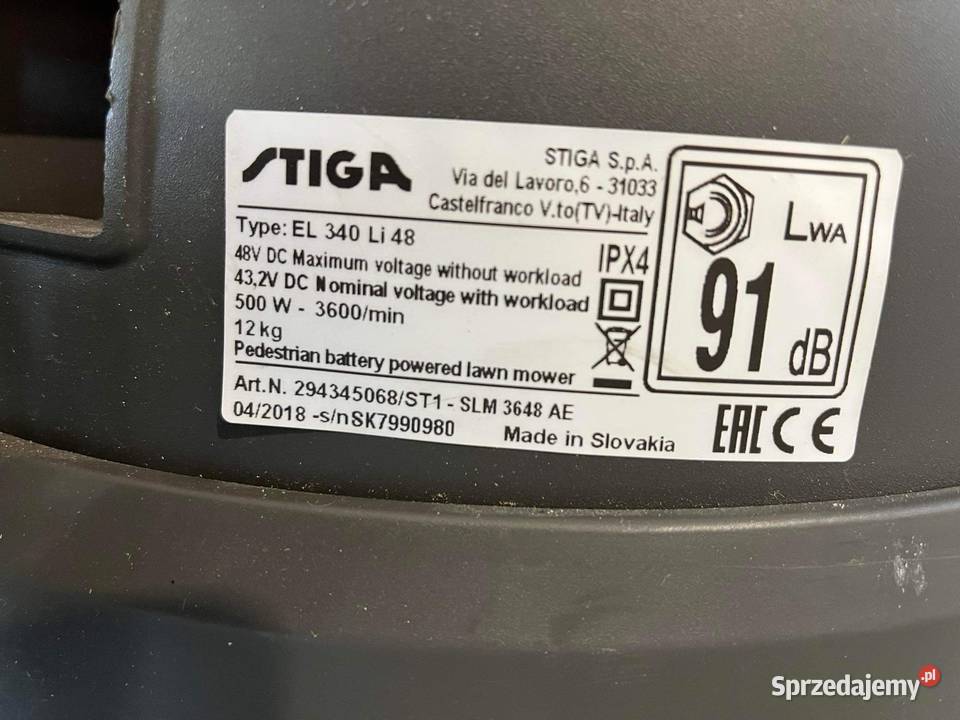 STIGA
STIGA S.p.A.
Via del Lavoro,6 - 31033
Castelfranco V.to(TV)-Italy
Type: EL 340 Li 48
48V DC Maximum voltage without workload
43,2V DC Nominal voltage with workload
500 W - 3600/min
12 kg
Pedestrian battery powered lawn mower
IPX4
LWA
91 dB
Art.N. 294345068/ST1 - SLM 3648 AE
04/2018 -s/nSK7990980
Made in Slovakia
EAC CE
Sprzedajemy.pl